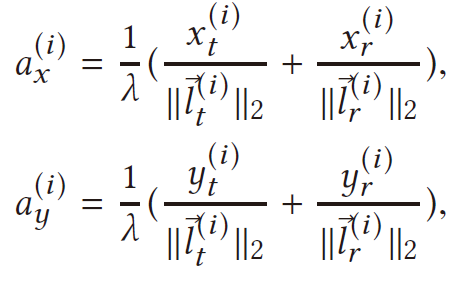 a_x^{(i)} = \frac{1}{\lambda}(\frac{x_t^{(i)}}{||\vec{l}_t^{(i)}||_2} + \frac{x_r^{(i)}}{||\vec{l}_r^{(i)}||_2}),
a_y^{(i)} = \frac{1}{\lambda}(\frac{y_t^{(i)}}{||\vec{l}_t^{(i)}||_2} + \frac{y_r^{(i)}}{||\vec{l}_r^{(i)}||_2}),